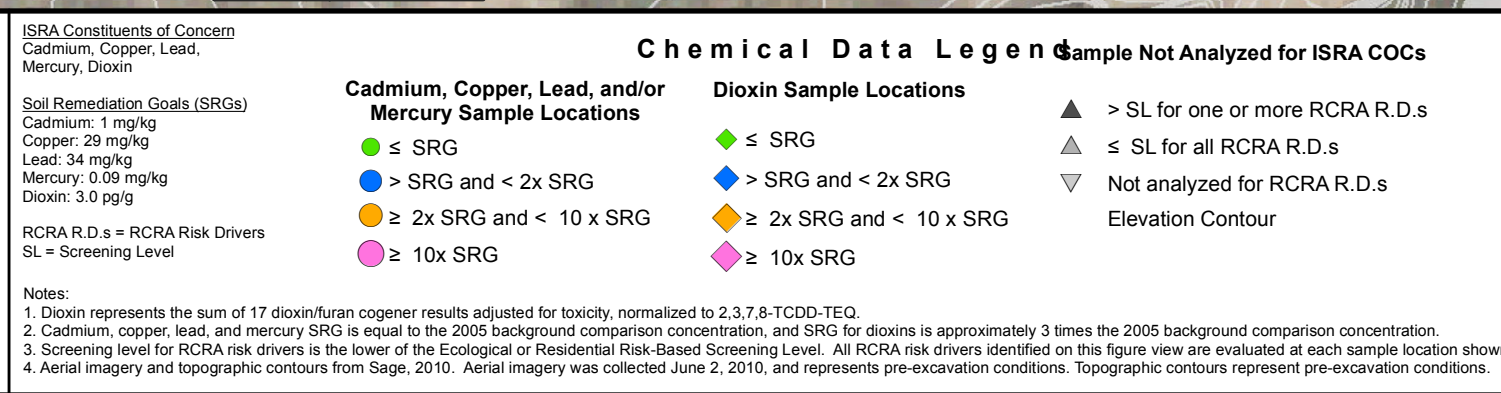 ISRA Constituents of Concern
Cadmium, Copper, Lead,
Mercury, Dioxin
Soil Remediation Goals (SRGs)
Cadmium: 1 mg/kg
Copper: 29 mg/kg
Lead: 34 mg/kg
Mercury: 0.09 mg/kg
Dioxin: 3.0 pg/g
RCRA R.D.s = RCRA Risk Drivers
SL = Screening Level
Chemical Data Legend
Cadmium, Copper, Lead, and/or
Mercury Sample Locations
≤ SRG
> SRG and < 2x SRG
≥ 2x SRG and < 10 x SRG
≥ 10x SRG
Dioxin Sample Locations
≤ SRG
> SRG and < 2x SRG
≥ 2x SRG and < 10 x SRG
≥ 10x SRG
Sample Not Analyzed for ISRA COCs
> SL for one or more RCRA R.D.s
≤ SL for all RCRA R.D.s
Not analyzed for RCRA R.D.s
Elevation Contour
Notes:
1. Dioxin represents the sum of 17 dioxin/furan cogener results adjusted for toxicity, normalized to 2,3,7,8-TCDD-TEQ.
2. Cadmium, copper, lead, and mercury SRG is equal to the 2005 background comparison concentration, and SRG for dioxins is approximately 3 times the 2005 background comparison concentration.
3. Screening level for RCRA risk drivers is the lower of the Ecological or Residential Risk-Based Screening Level. All RCRA risk drivers identified on this figure view are evaluated at each sample location show
4. Aerial imagery and topographic contours from Sage, 2010. Aerial imagery was collected June 2, 2010, and represents pre-excavation conditions. Topographic contours represent pre-excavation conditions.